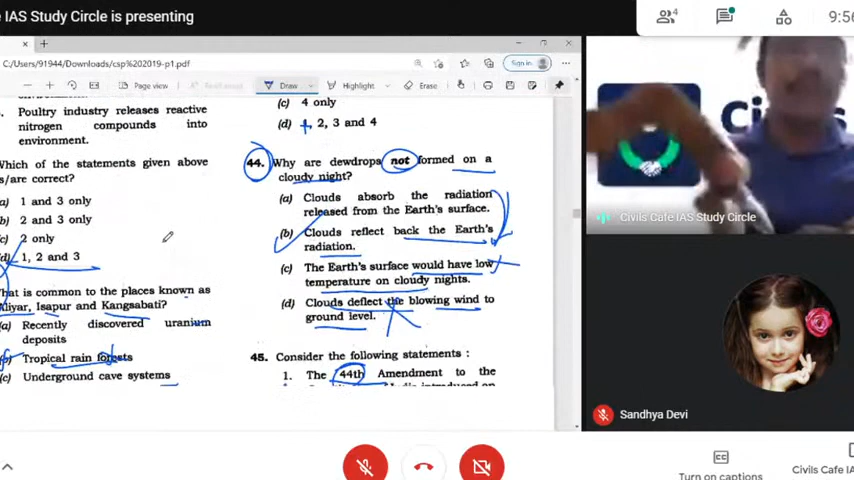 IAS Study Circle is presenting
4
9:56
C:/Users/91944/Downloads/csp%202019-p1.pdf
Sign in
Page view
Read aloud
Draw
Highlight
Erase
Poultry industry releases reactive
nitrogen compounds into
environment.
Which of the statements given above
s/are correct?
a) 1 and 3 only
b) 2 and 3 only
c) 2 only
d) 1, 2 and 3
What is common to the places known as
Aliyar, Isapur and Kangsabati?
(a) Recently discovered uranium
deposits
(b) Tropical rain forests
(c) Underground cave systems
(c) 4 only
(d) 1, 2, 3 and 4
44. Why are dewdrops not formed on a
cloudy night?
(a) Clouds absorb the radiation
released from the Earth's surface.
(b) Clouds reflect back the Earth's
radiation.
(c) The Earth's surface would have low
temperature on cloudy nights.
(d) Clouds deflect the blowing wind to
ground level.
45. Consider the following statements :
1. The 44th Amendment to the
Civils Cafe IAS Study Circle
Sandhya Devi
Turn on captions
Civils Cafe IA